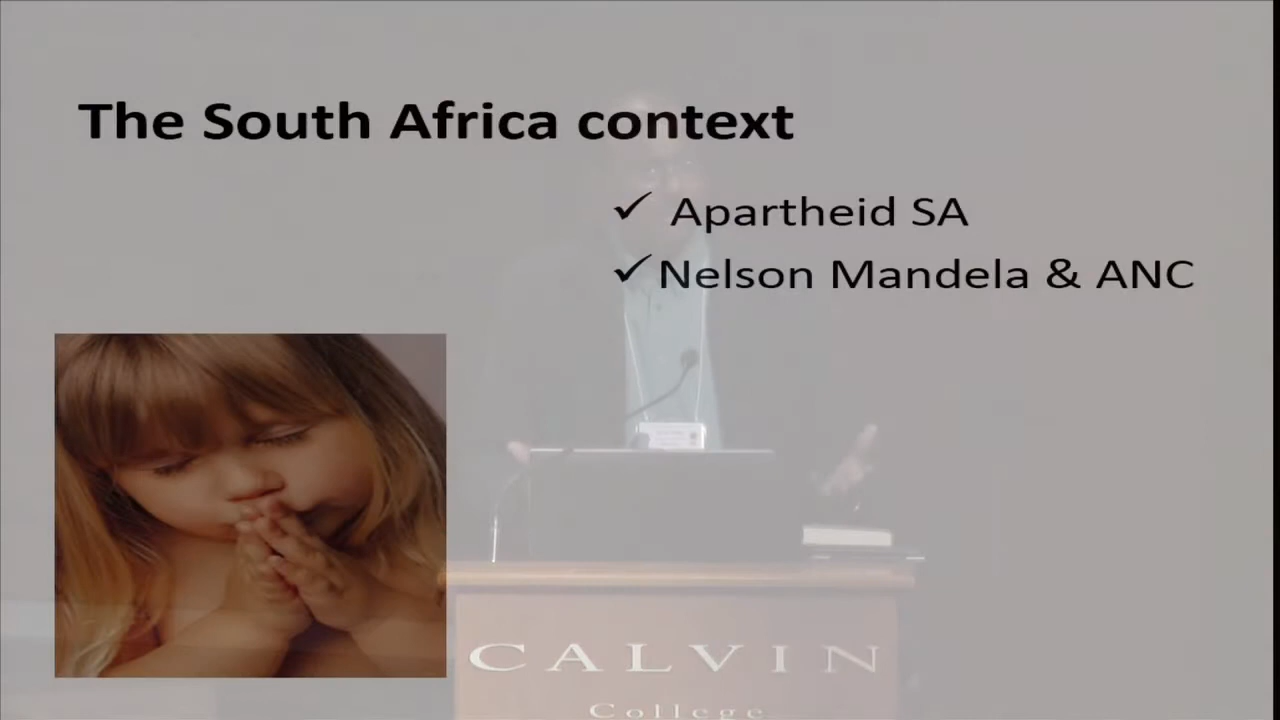 The South Africa context
✓ Apartheid SA
✓ Nelson Mandela & ANC
CALVIN
College